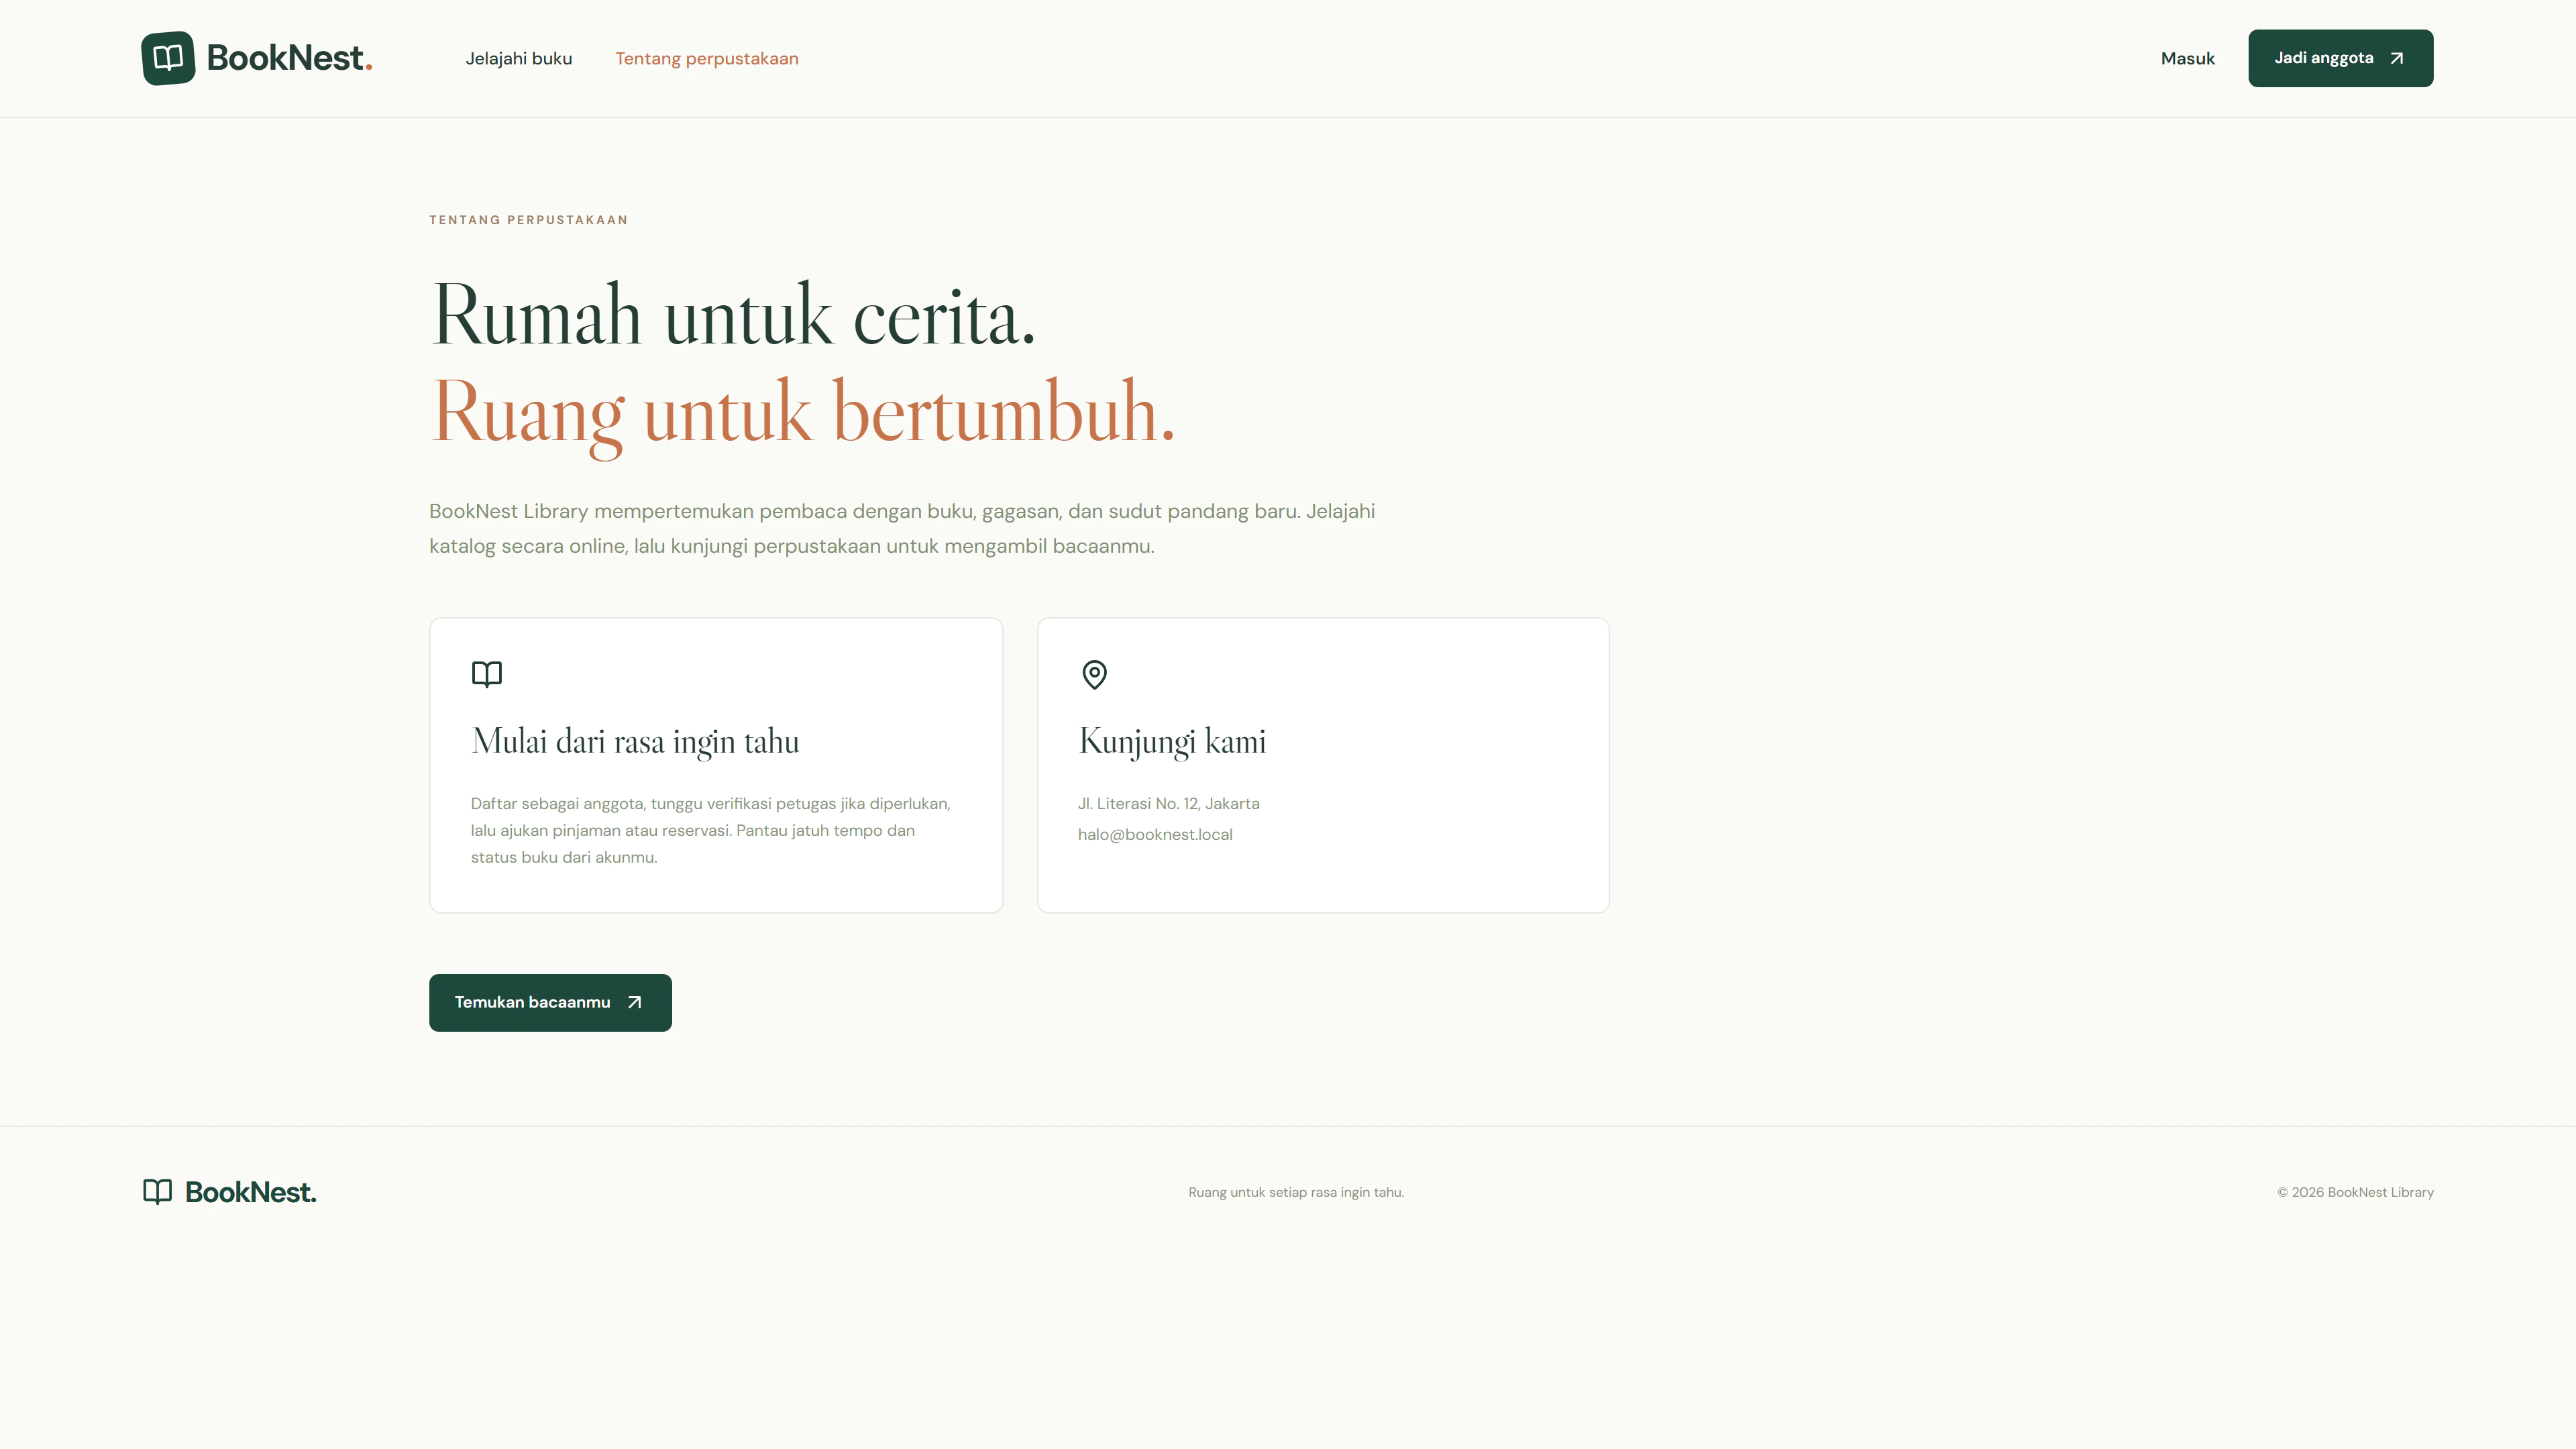 BookNest.
Jelajahi buku
Tentang perpustakaan
Masuk
Jadi anggota
TENTANG PERPUSTAKAAN
Rumah untuk cerita.
Ruang untuk bertumbuh.
BookNest Library mempertemukan pembaca dengan buku, gagasan, dan sudut pandang baru. Jelajahi
katalog secara online, lalu kunjungi perpustakaan untuk mengambil bacaanmu.
Mulai dari rasa ingin tahu
Daftar sebagai anggota, tunggu verifikasi petugas jika diperlukan,
lalu ajukan pinjaman atau reservasi. Pantau jatuh tempo dan
status buku dari akunmu.
Kunjungi kami
Jl. Literasi No. 12, Jakarta
halo@booknest.local
Temukan bacaanmu
BookNest.
Ruang untuk setiap rasa ingin tahu.
© 2026 BookNest Library